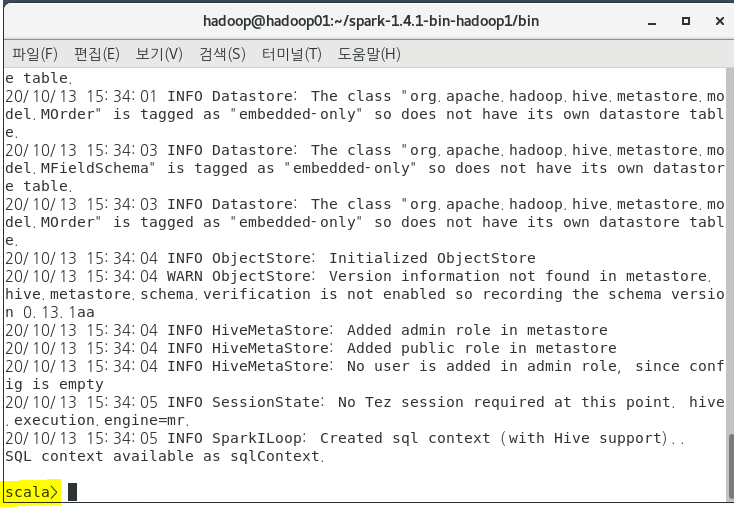 hadoop@hadoop01:~/spark-1.4.1-bin-hadoop1/bin
파일(F) 편집(E) 보기(V) 검색(S) 터미널(T) 도움말(H)
e table.
20/10/13 15:34:01 INFO Datastore: The class "org.apache.hadoop.hive.metastore.mo
del.MOrder" is tagged as "embedded-only" so does not have its own datastore tabl
e.
20/10/13 15:34:03 INFO Datastore: The class "org.apache.hadoop.hive.metastore.mo
del.MFieldSchema" is tagged as "embedded-only" so does not have its own datastor
e table.
20/10/13 15:34:03 INFO Datastore: The class "org.apache.hadoop.hive.metastore.mo
del.MOrder" is tagged as "embedded-only" so does not have its own datastore tabl
e.
20/10/13 15:34:04 INFO ObjectStore: Initialized ObjectStore
20/10/13 15:34:04 WARN ObjectStore: Version information not found in metastore.
hive.metastore.schema.verification is not enabled so recording the schema versio
n 0.13.1aa
20/10/13 15:34:04 INFO HiveMetaStore: Added admin role in metastore
20/10/13 15:34:04 INFO HiveMetaStore: Added public role in metastore
20/10/13 15:34:04 INFO HiveMetaStore: No user is added in admin role, since conf
ig is empty
20/10/13 15:34:05 INFO SessionState: No Tez session required at this point. hive
.execution.engine=mr.
20/10/13 15:34:05 INFO SparkILoop: Created sql context (with Hive support)..
SQL context available as sqlContext.
scala>